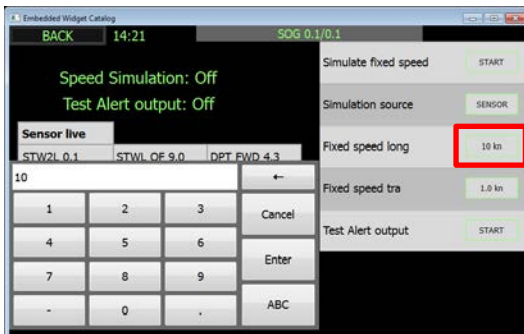 Embedded Widget Catalog
BACK 14:21 SOG 0.1/0.1
Speed Simulation: Off
Test Alert output: Off
Sensor live
STW2L 0.1 STWL OF 9.0 DPT FWD 4.3
10 ←
1 2 3 Cancel
4 5 6
Enter
7 8 9
- 0 . ABC
Simulate fixed speed START
Simulation source SENSOR
Fixed speed long 10 kn
Fixed speed tra 1.0 kn
Test Alert output START